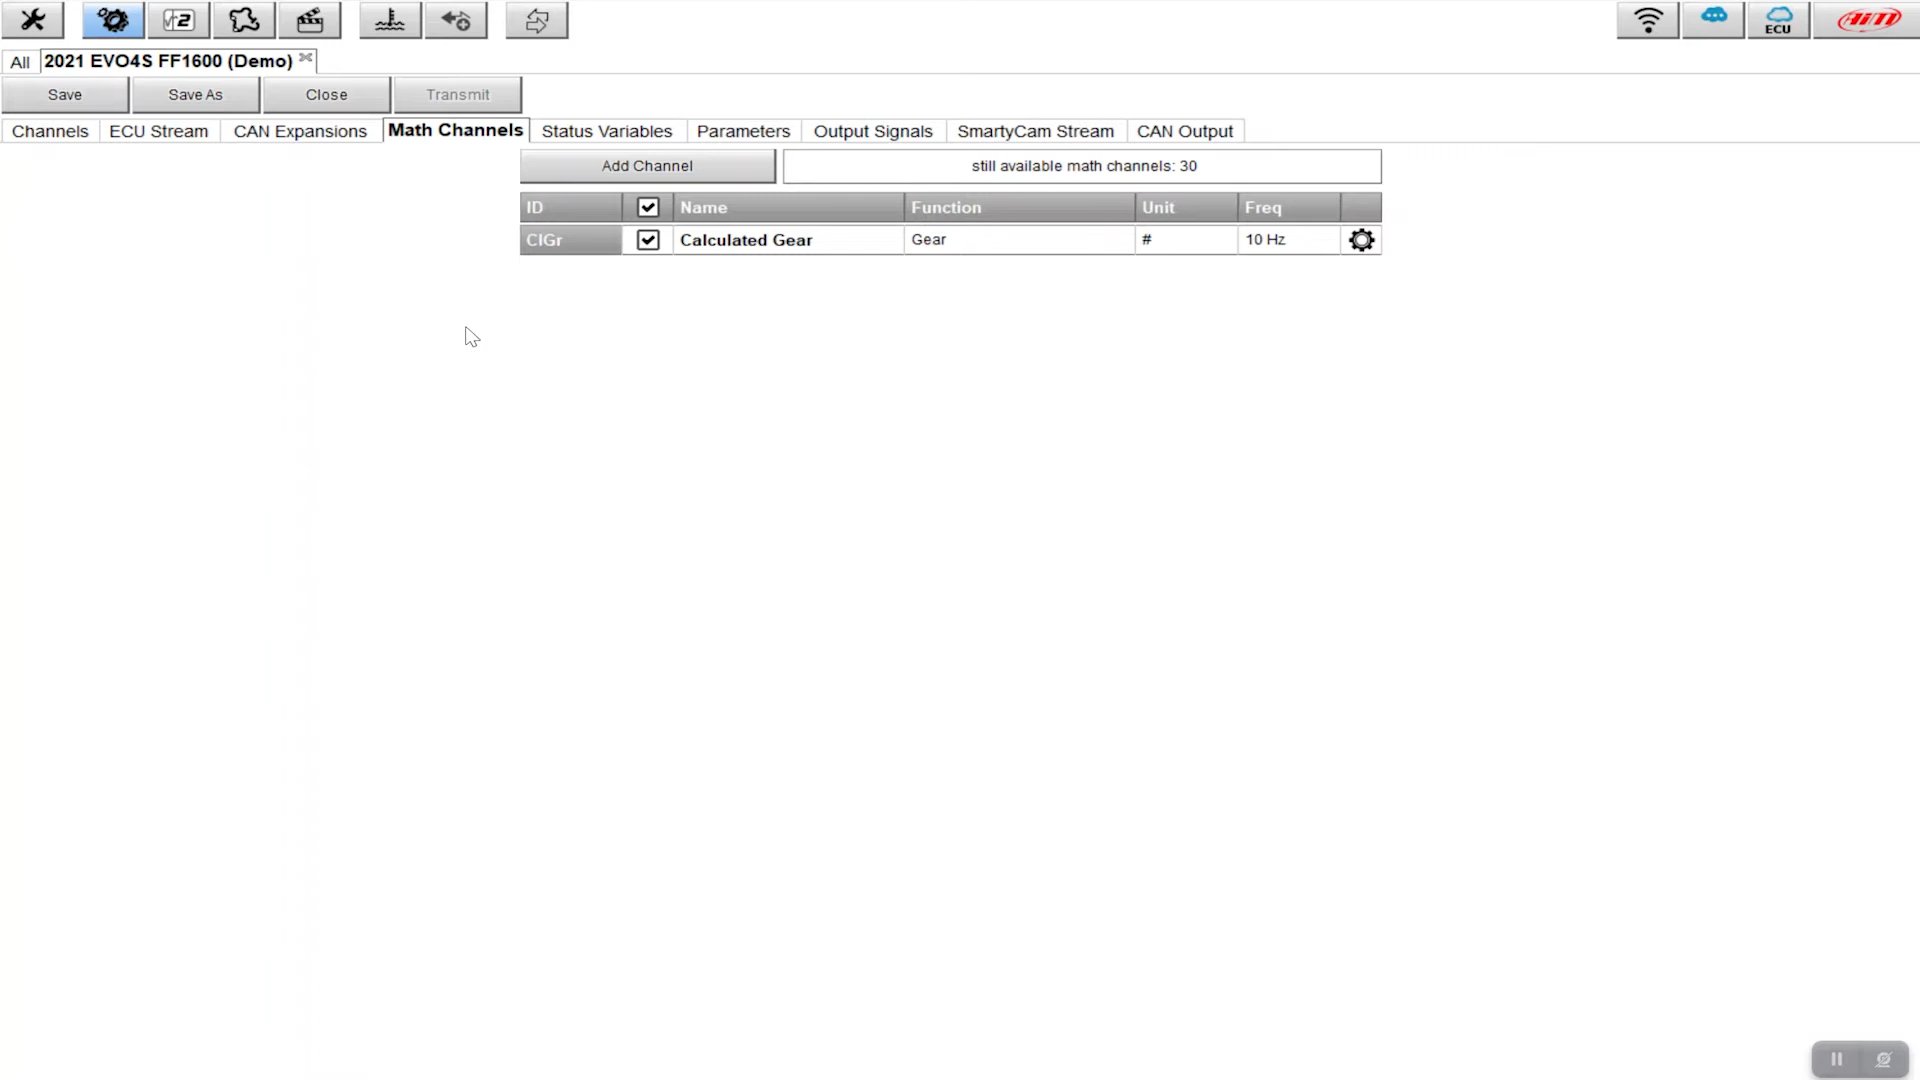 √2
ECU
AiM
All
2021 EVO4S FF1600 (Demo)
Save
Save As
Close
Transmit
Channels
ECU Stream
CAN Expansions
Math Channels
Status Variables
Parameters
Output Signals
SmartyCam Stream
CAN Output
Add Channel
still available math channels: 30
ID
Name
Function
Unit
Freq
ClGr
Calculated Gear
Gear
#
10 Hz